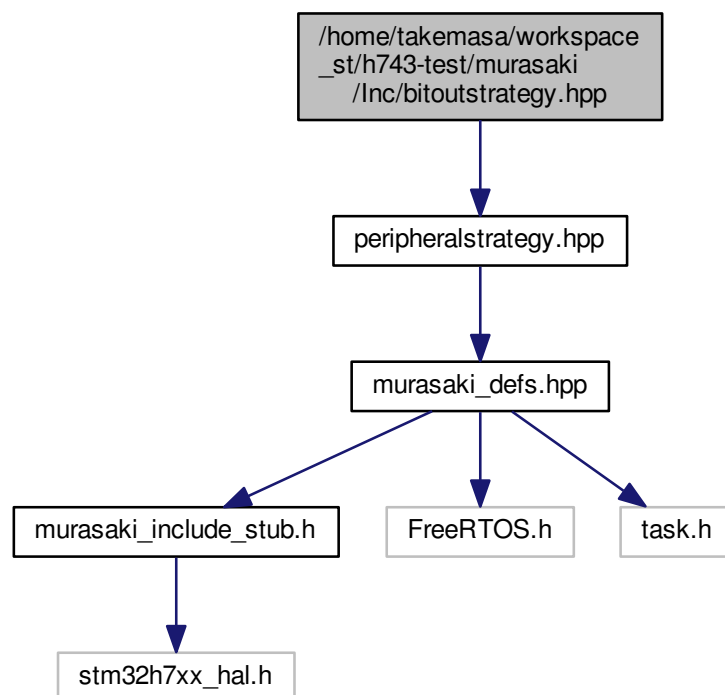 /home/takemasa/workspace
_st/h743-test/murasaki
/Inc/bitoutstrategy.hpp
peripheralstrategy.hpp
murasaki_defs.hpp
murasaki_include_stub.h
FreeRTOS.h
task.h
stm32h7xx_hal.h